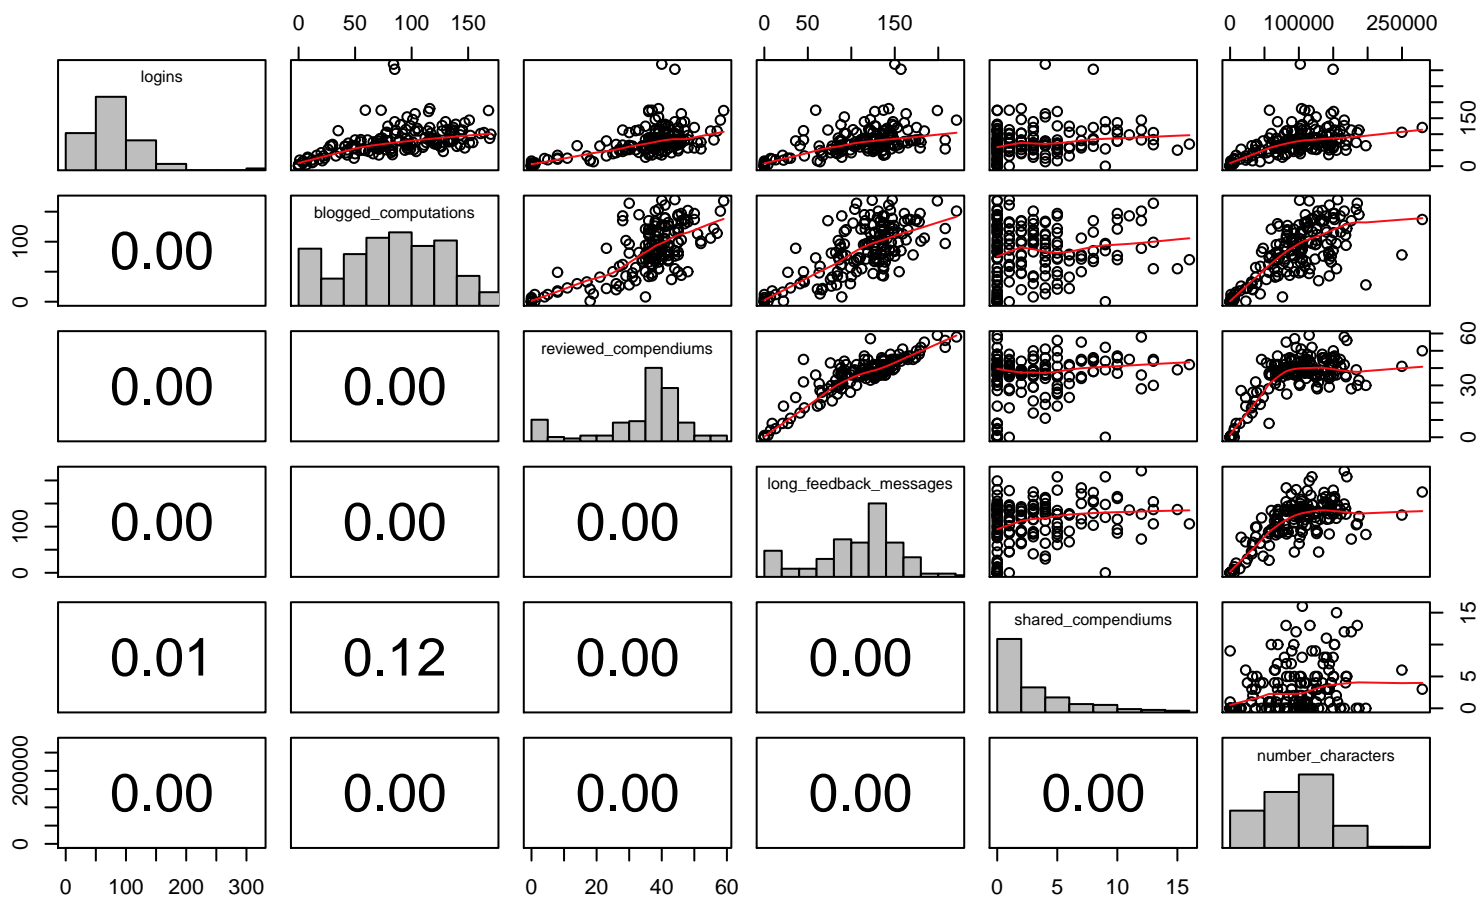 0 50 100 150
0 50 150
0 100000 250000
logins
0 150
0 100
0.00
blogged_computations
0.00
0.00
reviewed_compendiums
0 30 60
0 100
0.00
0.00
0.00
long_feedback_messages
0.01
0.12
0.00
0.00
shared_compendiums
0 5 15
0 200000
0.00
0.00
0.00
0.00
0.00
number_characters
0 100 200 300
0 20 40 60
0 5 10 15